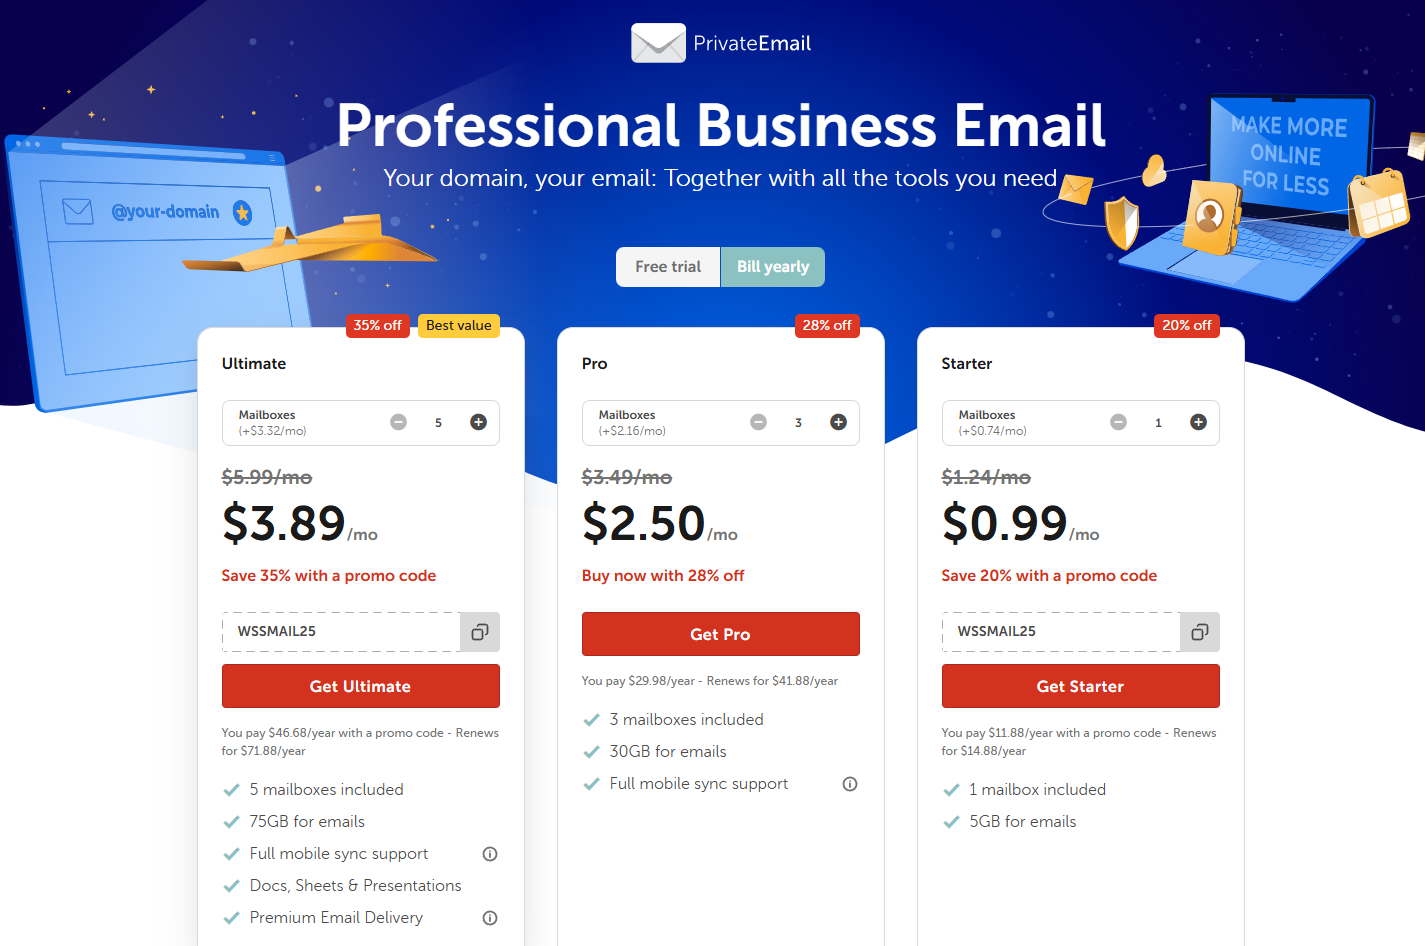 PrivateEmail
Professional Business Email
Your domain, your email: Together with all the tools you need
@your-domain
MAKE MORE
ONLINE
FOR LESS
Free trial
Bill yearly
35% off
Best value
Ultimate
Mailboxes
(+$3.32/mo)
5
$5.99/mo
$3.89/mo
Save 35% with a promo code
WSSMAIL25
Get Ultimate
You pay $46.68/year with a promo code - Renews
for $71.88/year
5 mailboxes included
75GB for emails
Full mobile sync support
Docs, Sheets & Presentations
Premium Email Delivery
28% off
Pro
Mailboxes
(+$2.16/mo)
3
$3.49/mo
$2.50/mo
Buy now with 28% off
Get Pro
You pay $29.98/year - Renews for $41.88/year
3 mailboxes included
30GB for emails
Full mobile sync support
20% off
Starter
Mailboxes
(+$0.74/mo)
1
$1.24/mo
$0.99/mo
Save 20% with a promo code
WSSMAIL25
Get Starter
You pay $11.88/year with a promo code - Renews
for $14.88/year
1 mailbox included
5GB for emails